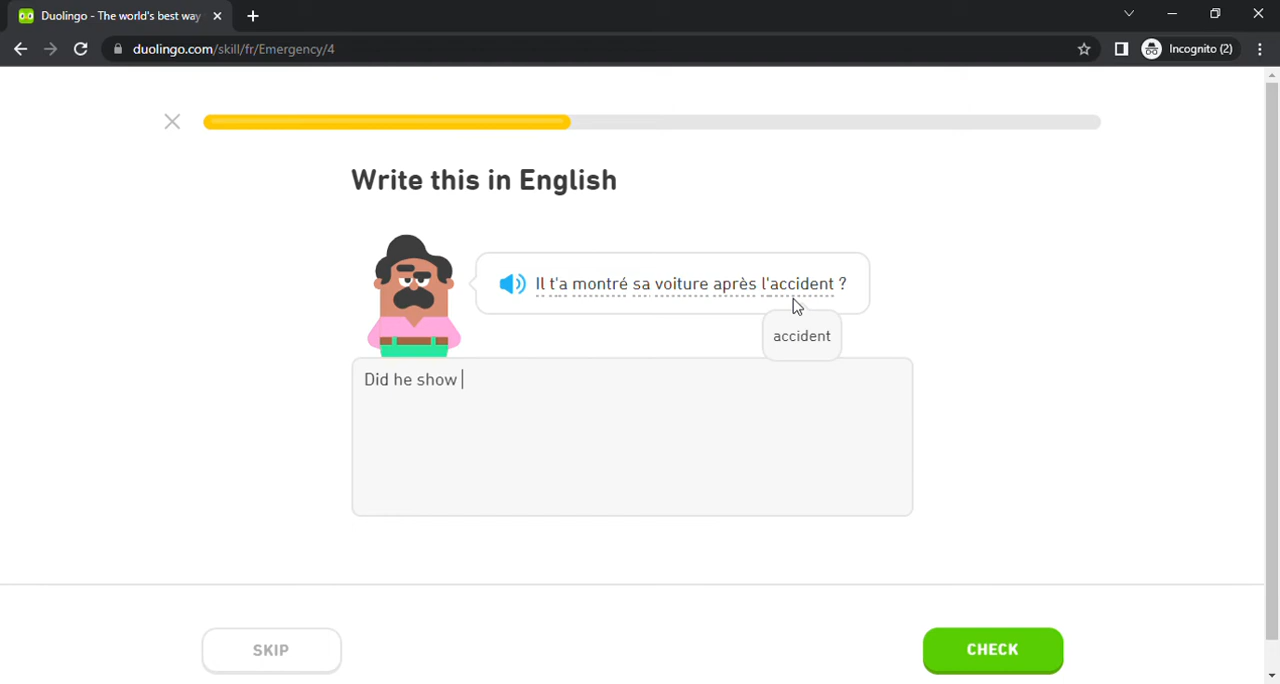 Duolingo - The world's best way
duolingo.com/skill/fr/Emergency/4
Incognito (2)
Write this in English
Il t'a montré sa voiture après l'accident ?
accident
Did he show
SKIP
CHECK